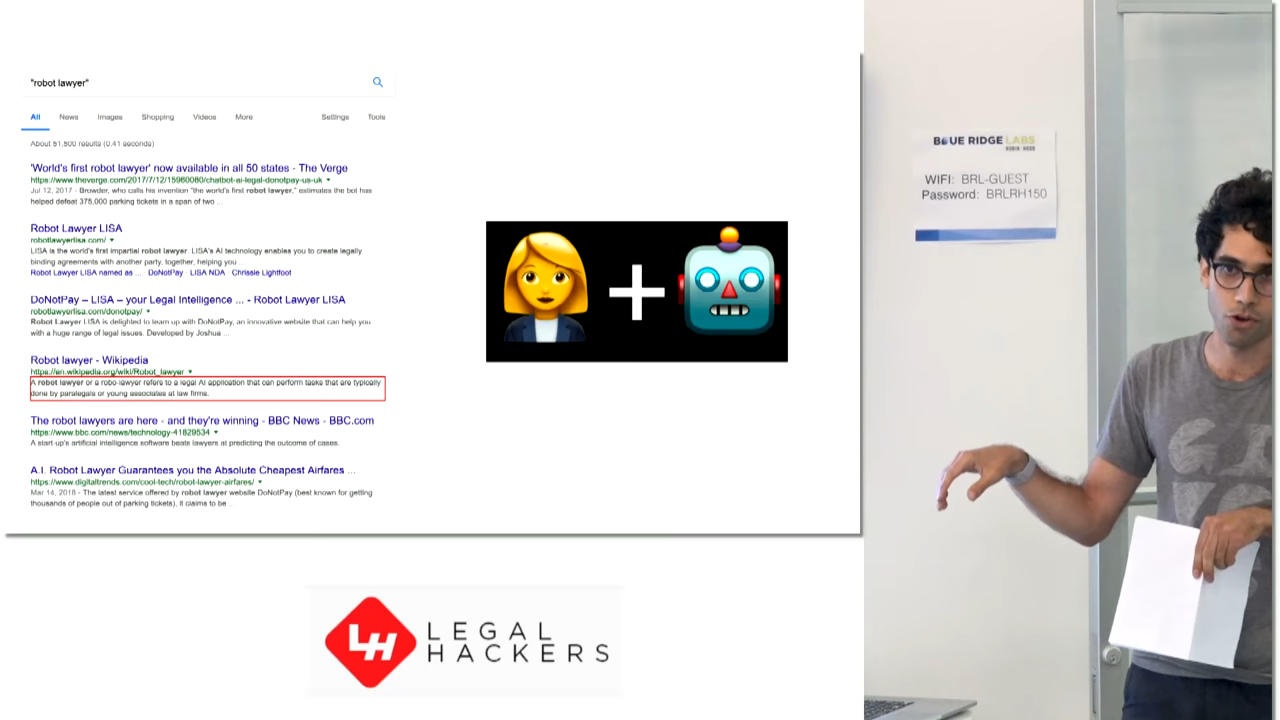 "robot lawyer"
All News Images Shopping Videos More Settings Tools
About 51,500 results (0.41 seconds)
'World's first robot lawyer' now available in all 50 states - The Verge
https://www.theverge.com/2017/7/12/15960080/chatbot-ai-legal-donotpay-us-uk
Jul 12, 2017 - Browder, who calls his invention "the world's first robot lawyer," estimates the bot has
helped defeat 375,000 parking tickets in a span of two ...
Robot Lawyer LISA
robotlawyerlisa.com/
LISA is the world's first impartial robot lawyer. LISA's AI technology enables you to create legally
binding agreements with another party, together, helping you ...
Robot Lawyer LISA named as ... DoNotPay · LISA NDA · Chrissie Lightfoot
DoNotPay – LISA – your Legal Intelligence ... - Robot Lawyer LISA
robotlawyerlisa.com/donotpay/
Robot Lawyer LISA is delighted to team up with DoNotPay, an innovative website that can help you
with a huge range of legal issues. Developed by Joshua ...
Robot lawyer - Wikipedia
https://en.wikipedia.org/wiki/Robot_lawyer
A robot lawyer or a robo-lawyer refers to a legal AI application that can perform tasks that are typically
done by paralegals or young associates at law firms.
The robot lawyers are here - and they're winning - BBC News - BBC.com
https://www.bbc.com/news/technology-41829534
A start-up's artificial intelligence software beats lawyers at predicting the outcome of cases.
A.I. Robot Lawyer Guarantees you the Absolute Cheapest Airfares ...
https://www.digitaltrends.com/cool-tech/robot-lawyer-airfares/
Mar 14, 2018 - The latest service offered by robot lawyer website DoNotPay (best known for getting
thousands of people out of parking tickets), it claims to be ...
LH LEGAL
HACKERS
BLUE RIDGE LABS
ROBIN HOOD
WIFI: BRL-GUEST
Password: BRLRH150